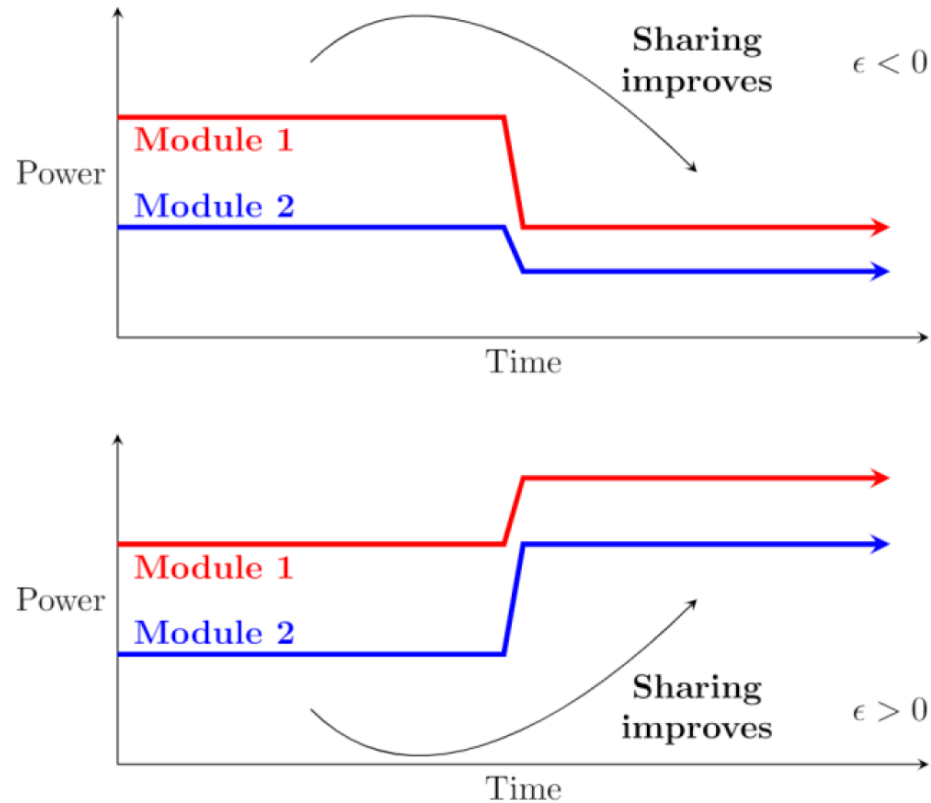 Sharing
improves
ϵ < 0
Module 1
Power
Module 2
Time
Module 1
Power
Module 2
Sharing
improves
ϵ > 0
Time